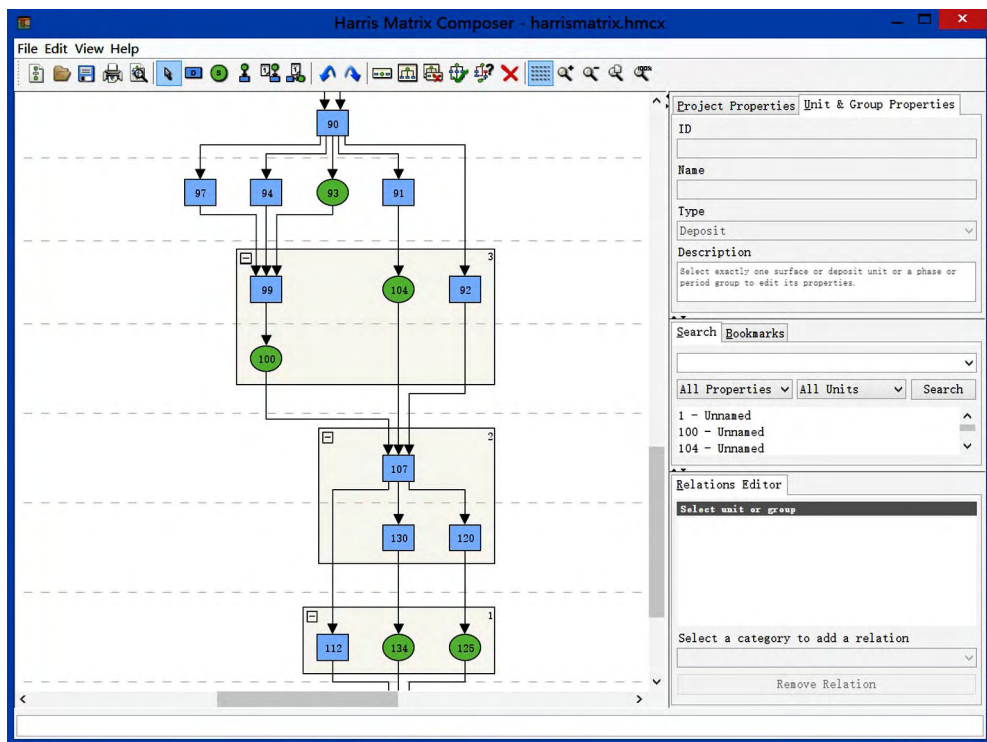 Harris Matrix Composer - harrismatrix.hmcx
File Edit View Help
D S 100%
90
97 94 93 91
3
99 104 92
100
2
107
130 120
1
112 134 125
Project Properties Unit & Group Properties
ID
Name
Type
Deposit
Description
Select exactly one surface or deposit unit or a phase or
period group to edit its properties.
Search Bookmarks
All Properties All Units Search
1 - Unnamed
100 - Unnamed
104 - Unnamed
Relations Editor
Select unit or group
Select a category to add a relation
Remove Relation